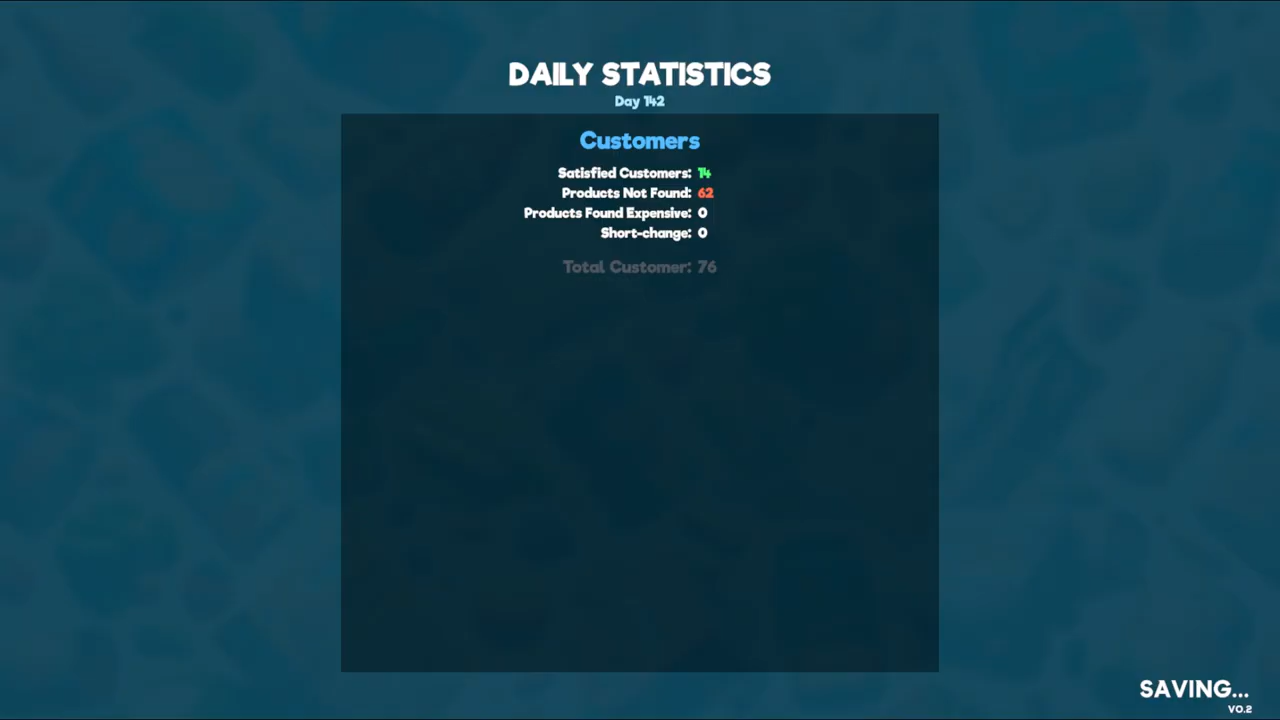 DAILY STATISTICS
Day 142
Customers
Satisfied Customers: 14
Products Not Found: 62
Products Found Expensive: 0
Short-change: 0
Total Customer: 76
SAVING...
V0.2